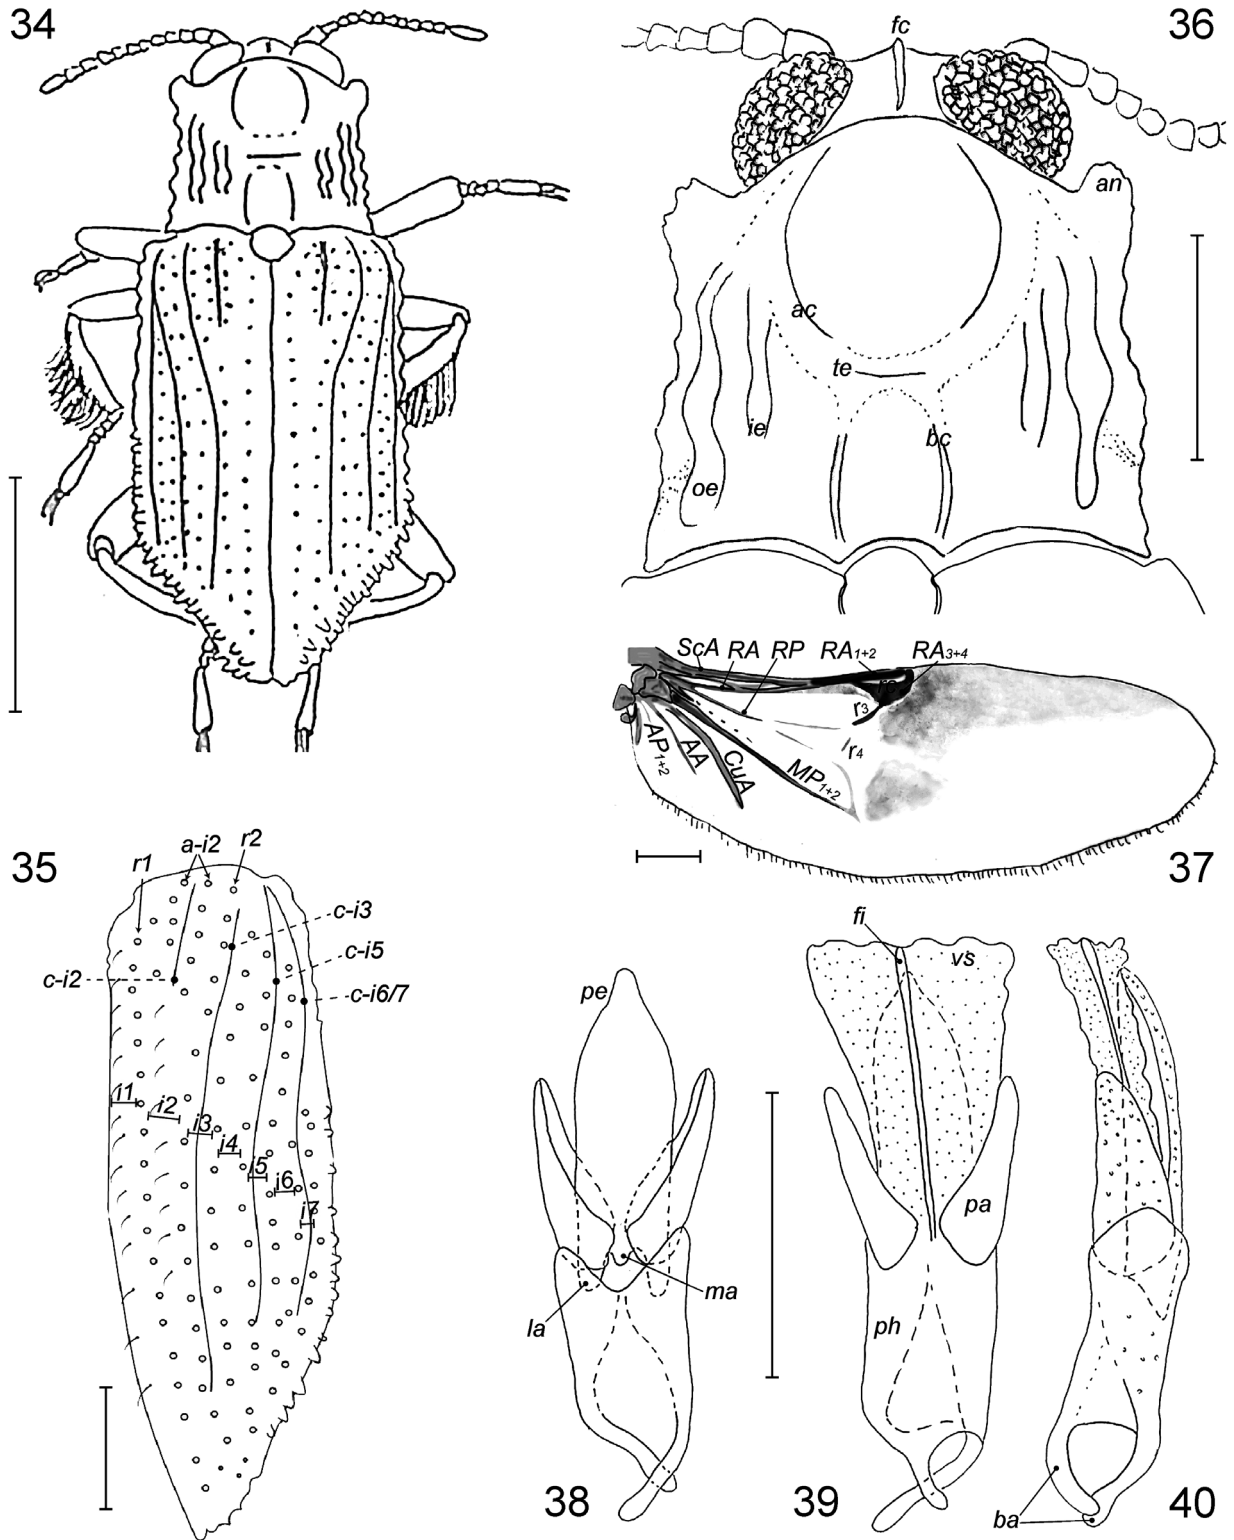 34
36
fc
an
ac
te
ie
bc
oe
ScA RA RP RA1+2 RA3+4
r3
r4
AP1+2 AA CuA MP1+2
37
35
r1 a-i2 r2
c-i3
c-i5
c-i2
c-i6/7
i1 i2 i3 i4 i5 i6 i7
fi
vs
pe
pa
la
ma
ph
ba
38
39
40